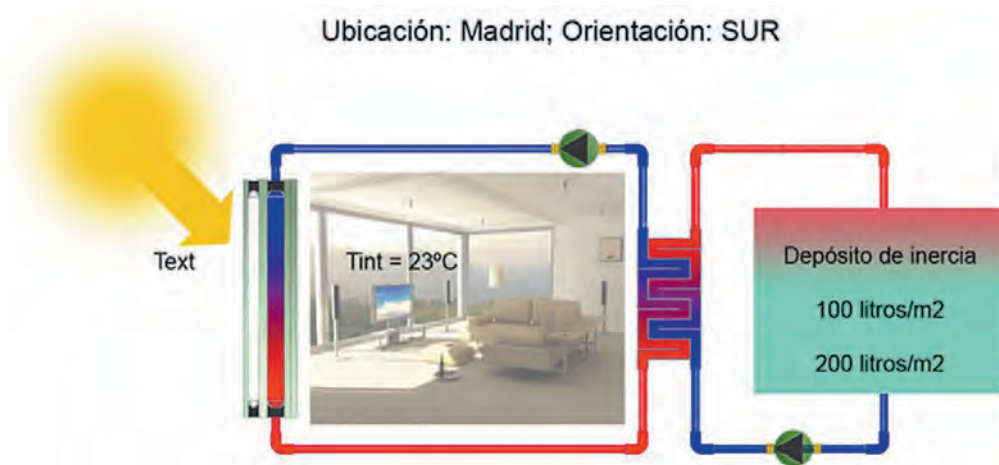 Ubicación: Madrid; Orientación: SUR
Text
Tint = 23ºC
Depósito de inercia
100 litros/m2
200 litros/m2